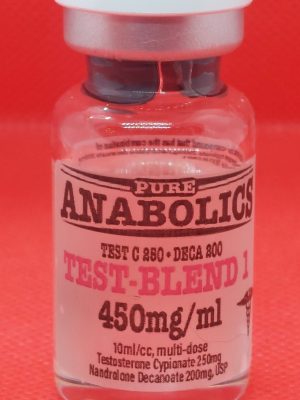 PURE
ANABOLICS
TEST C 250 • DECA 200
TEST-BLEND 1
450mg/ml
10ml/cc, multi-dose
Testosterone Cypionate 250mg
Nandrolone Decanoate 200mg, USP